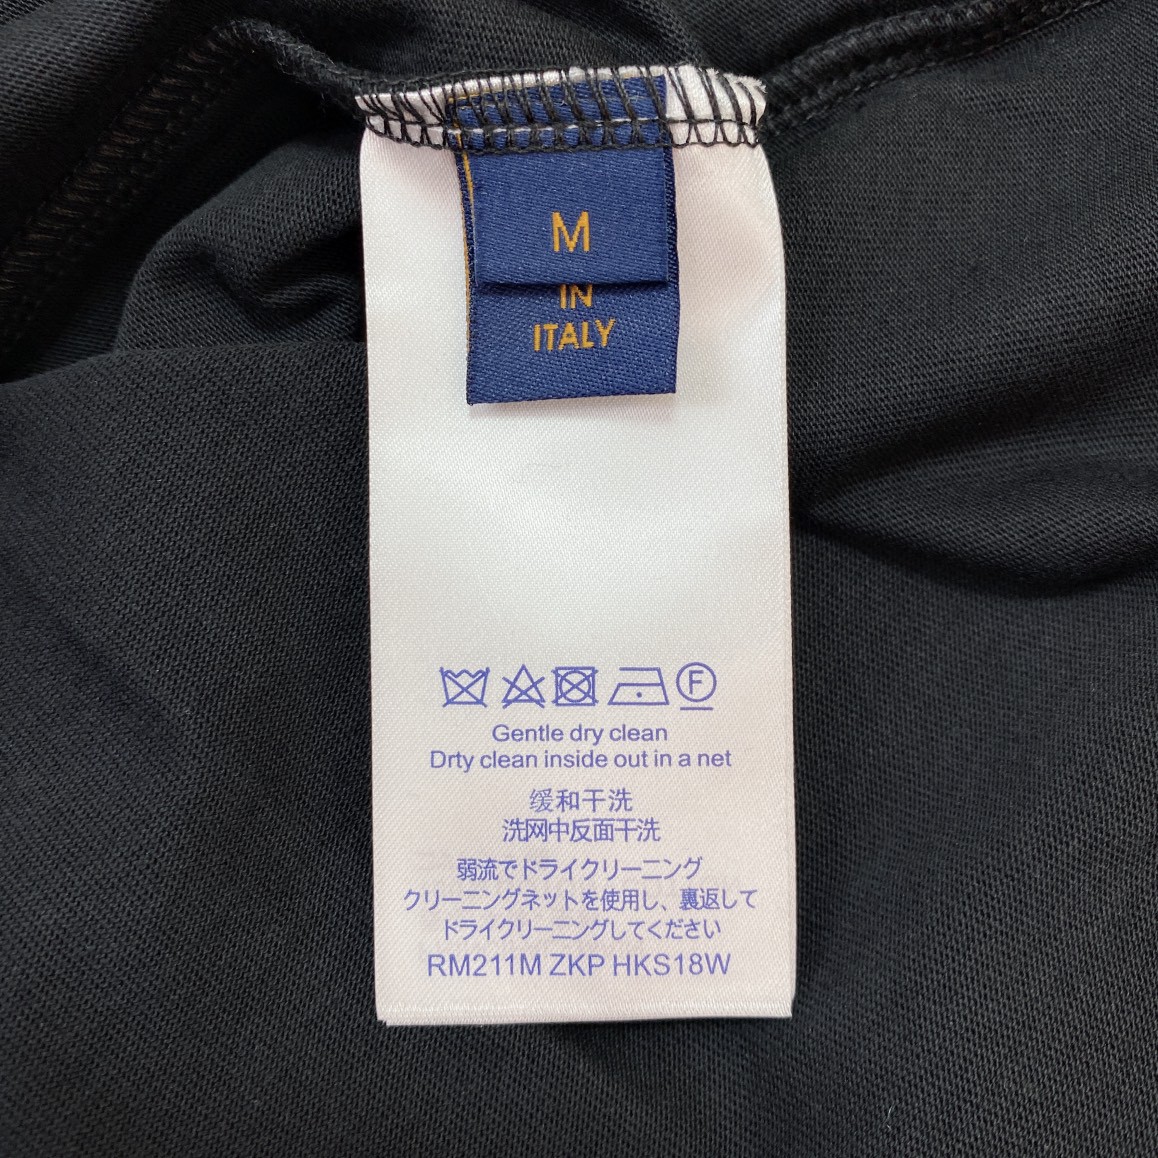 M
IN
ITALY
F
Gentle dry clean
Drty clean inside out in a net
缓和干洗
洗网中反面干洗
弱流でドライクリーニング
クリーニングネットを使用し、裏返して
ドライクリーニングしてください
RM211M ZKP HKS18W